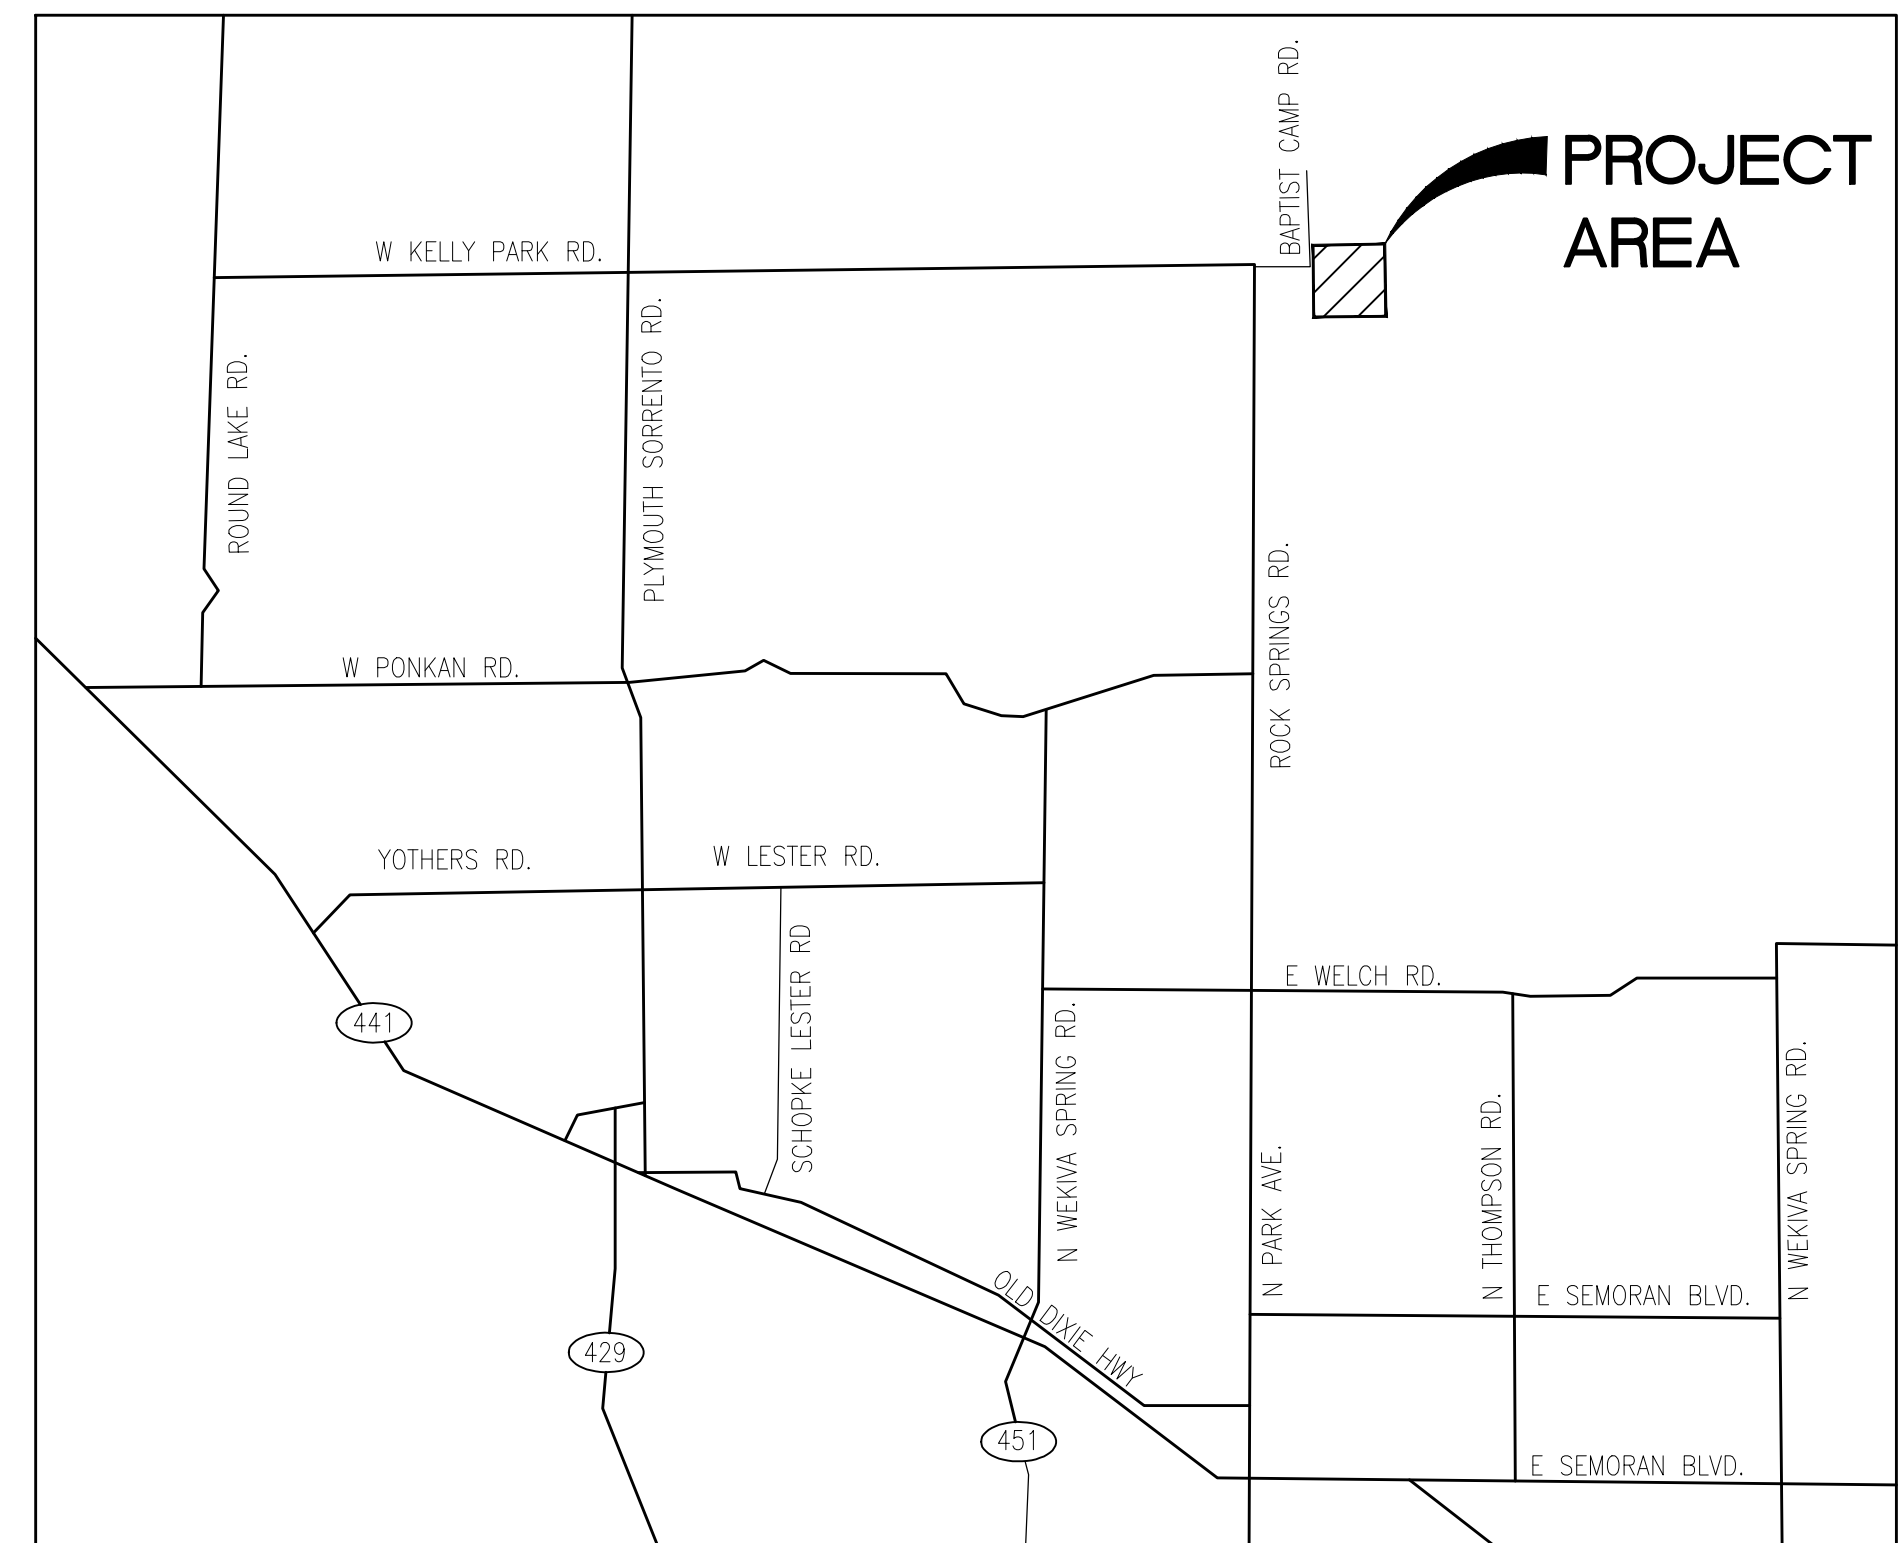 BAPTIST CAMP RD.
PROJECT
AREA
W KELLY PARK RD.
ROUND LAKE RD.
PLYMOUTH SORRENTO RD.
ROCK SPRINGS RD.
W PONKAN RD.
YOTHERS RD.
W LESTER RD.
SCHOPKE LESTER RD
E WELCH RD.
441
N WEKIVA SPRING RD.
N PARK AVE.
N THOMPSON RD.
N WEKIVA SPRING RD.
OLD DIXIE HWY
E SEMORAN BLVD.
429
451
E SEMORAN BLVD.